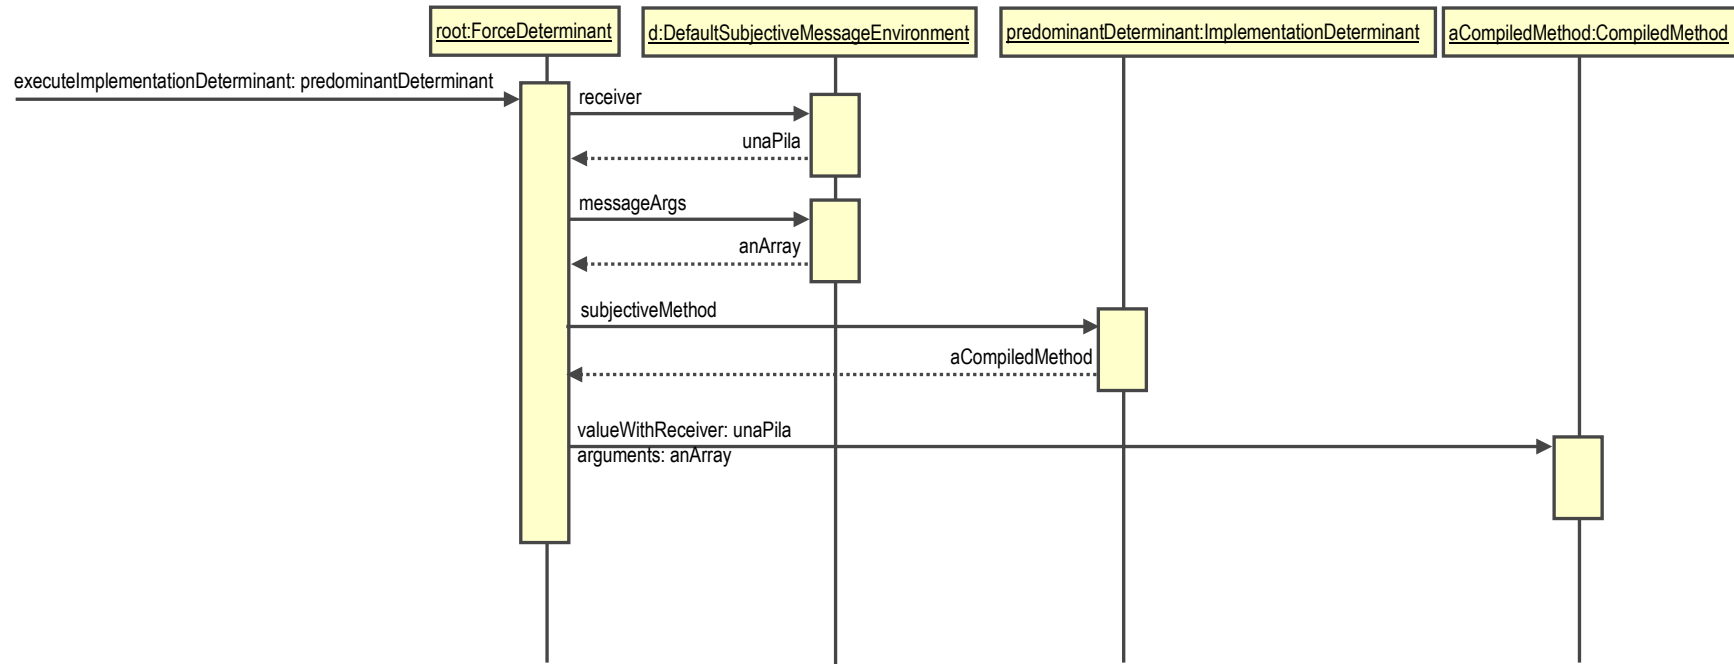 root:ForceDeterminant
d:DefaultSubjectiveMessageEnvironment
predominantDeterminant:ImplementationDeterminant
aCompiledMethod:CompiledMethod
executeImplementationDeterminant: predominantDeterminant
receiver
unaPila
messageArgs
anArray
subjectiveMethod
aCompiledMethod
valueWithReceiver: unaPila
arguments: anArray